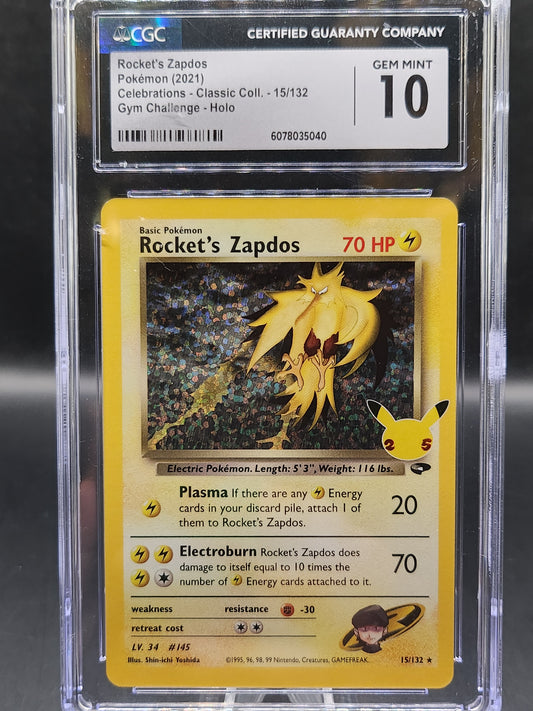 CGC CERTIFIED GUARANTY COMPANY
Rocket's Zapdos
Pokémon (2021)
Celebrations - Classic Coll. - 15/132
Gym Challenge - Holo
GEM MINT
10
6078035040
Basic Pokémon
Rocket's Zapdos 70 HP
25
Electric Pokémon. Length: 5'3", Weight: 116 lbs.
Plasma If there are any Energy
cards in your discard pile, attach 1 of
them to Rocket's Zapdos.
20
Electroburn Rocket's Zapdos does
damage to itself equal to 10 times the
number of Energy cards attached to it.
70
weakness resistance -30
retreat cost
LV. 34 #145
Illus. Shin-ichi Yoshida ©1995, 96, 98, 99 Nintendo, Creatures, GAMEFREAK. 15/132 ★